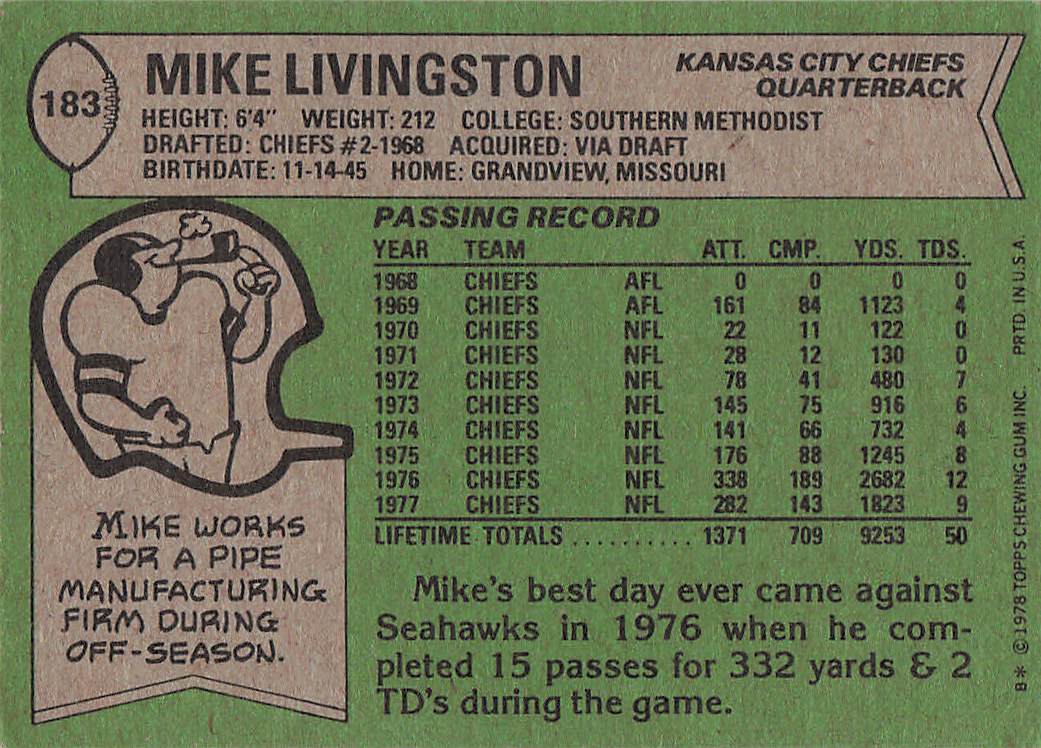 183
MIKE LIVINGSTON
KANSAS CITY CHIEFS
QUARTERBACK
HEIGHT: 6'4" WEIGHT: 212 COLLEGE: SOUTHERN METHODIST
DRAFTED: CHIEFS #2-1968 ACQUIRED: VIA DRAFT
BIRTHDATE: 11-14-45 HOME: GRANDVIEW, MISSOURI
PASSING RECORD
YEAR TEAM ATT. CMP. YDS. TDS.
1968 CHIEFS AFL 0 0 0 0
1969 CHIEFS AFL 161 84 1123 4
1970 CHIEFS NFL 22 11 122 0
1971 CHIEFS NFL 28 12 130 0
1972 CHIEFS NFL 78 41 480 7
1973 CHIEFS NFL 145 75 916 6
1974 CHIEFS NFL 141 66 732 4
1975 CHIEFS NFL 176 88 1245 8
1976 CHIEFS NFL 338 189 2682 12
1977 CHIEFS NFL 282 143 1823 9
LIFETIME TOTALS .......... 1371 709 9253 50
MIKE WORKS
FOR A PIPE
MANUFACTURING
FIRM DURING
OFF-SEASON.
Mike's best day ever came against
Seahawks in 1976 when he com-
pleted 15 passes for 332 yards & 2
TD's during the game.
B* © 1978 TOPPS CHEWING GUM INC. PRTD. IN U.S.A.